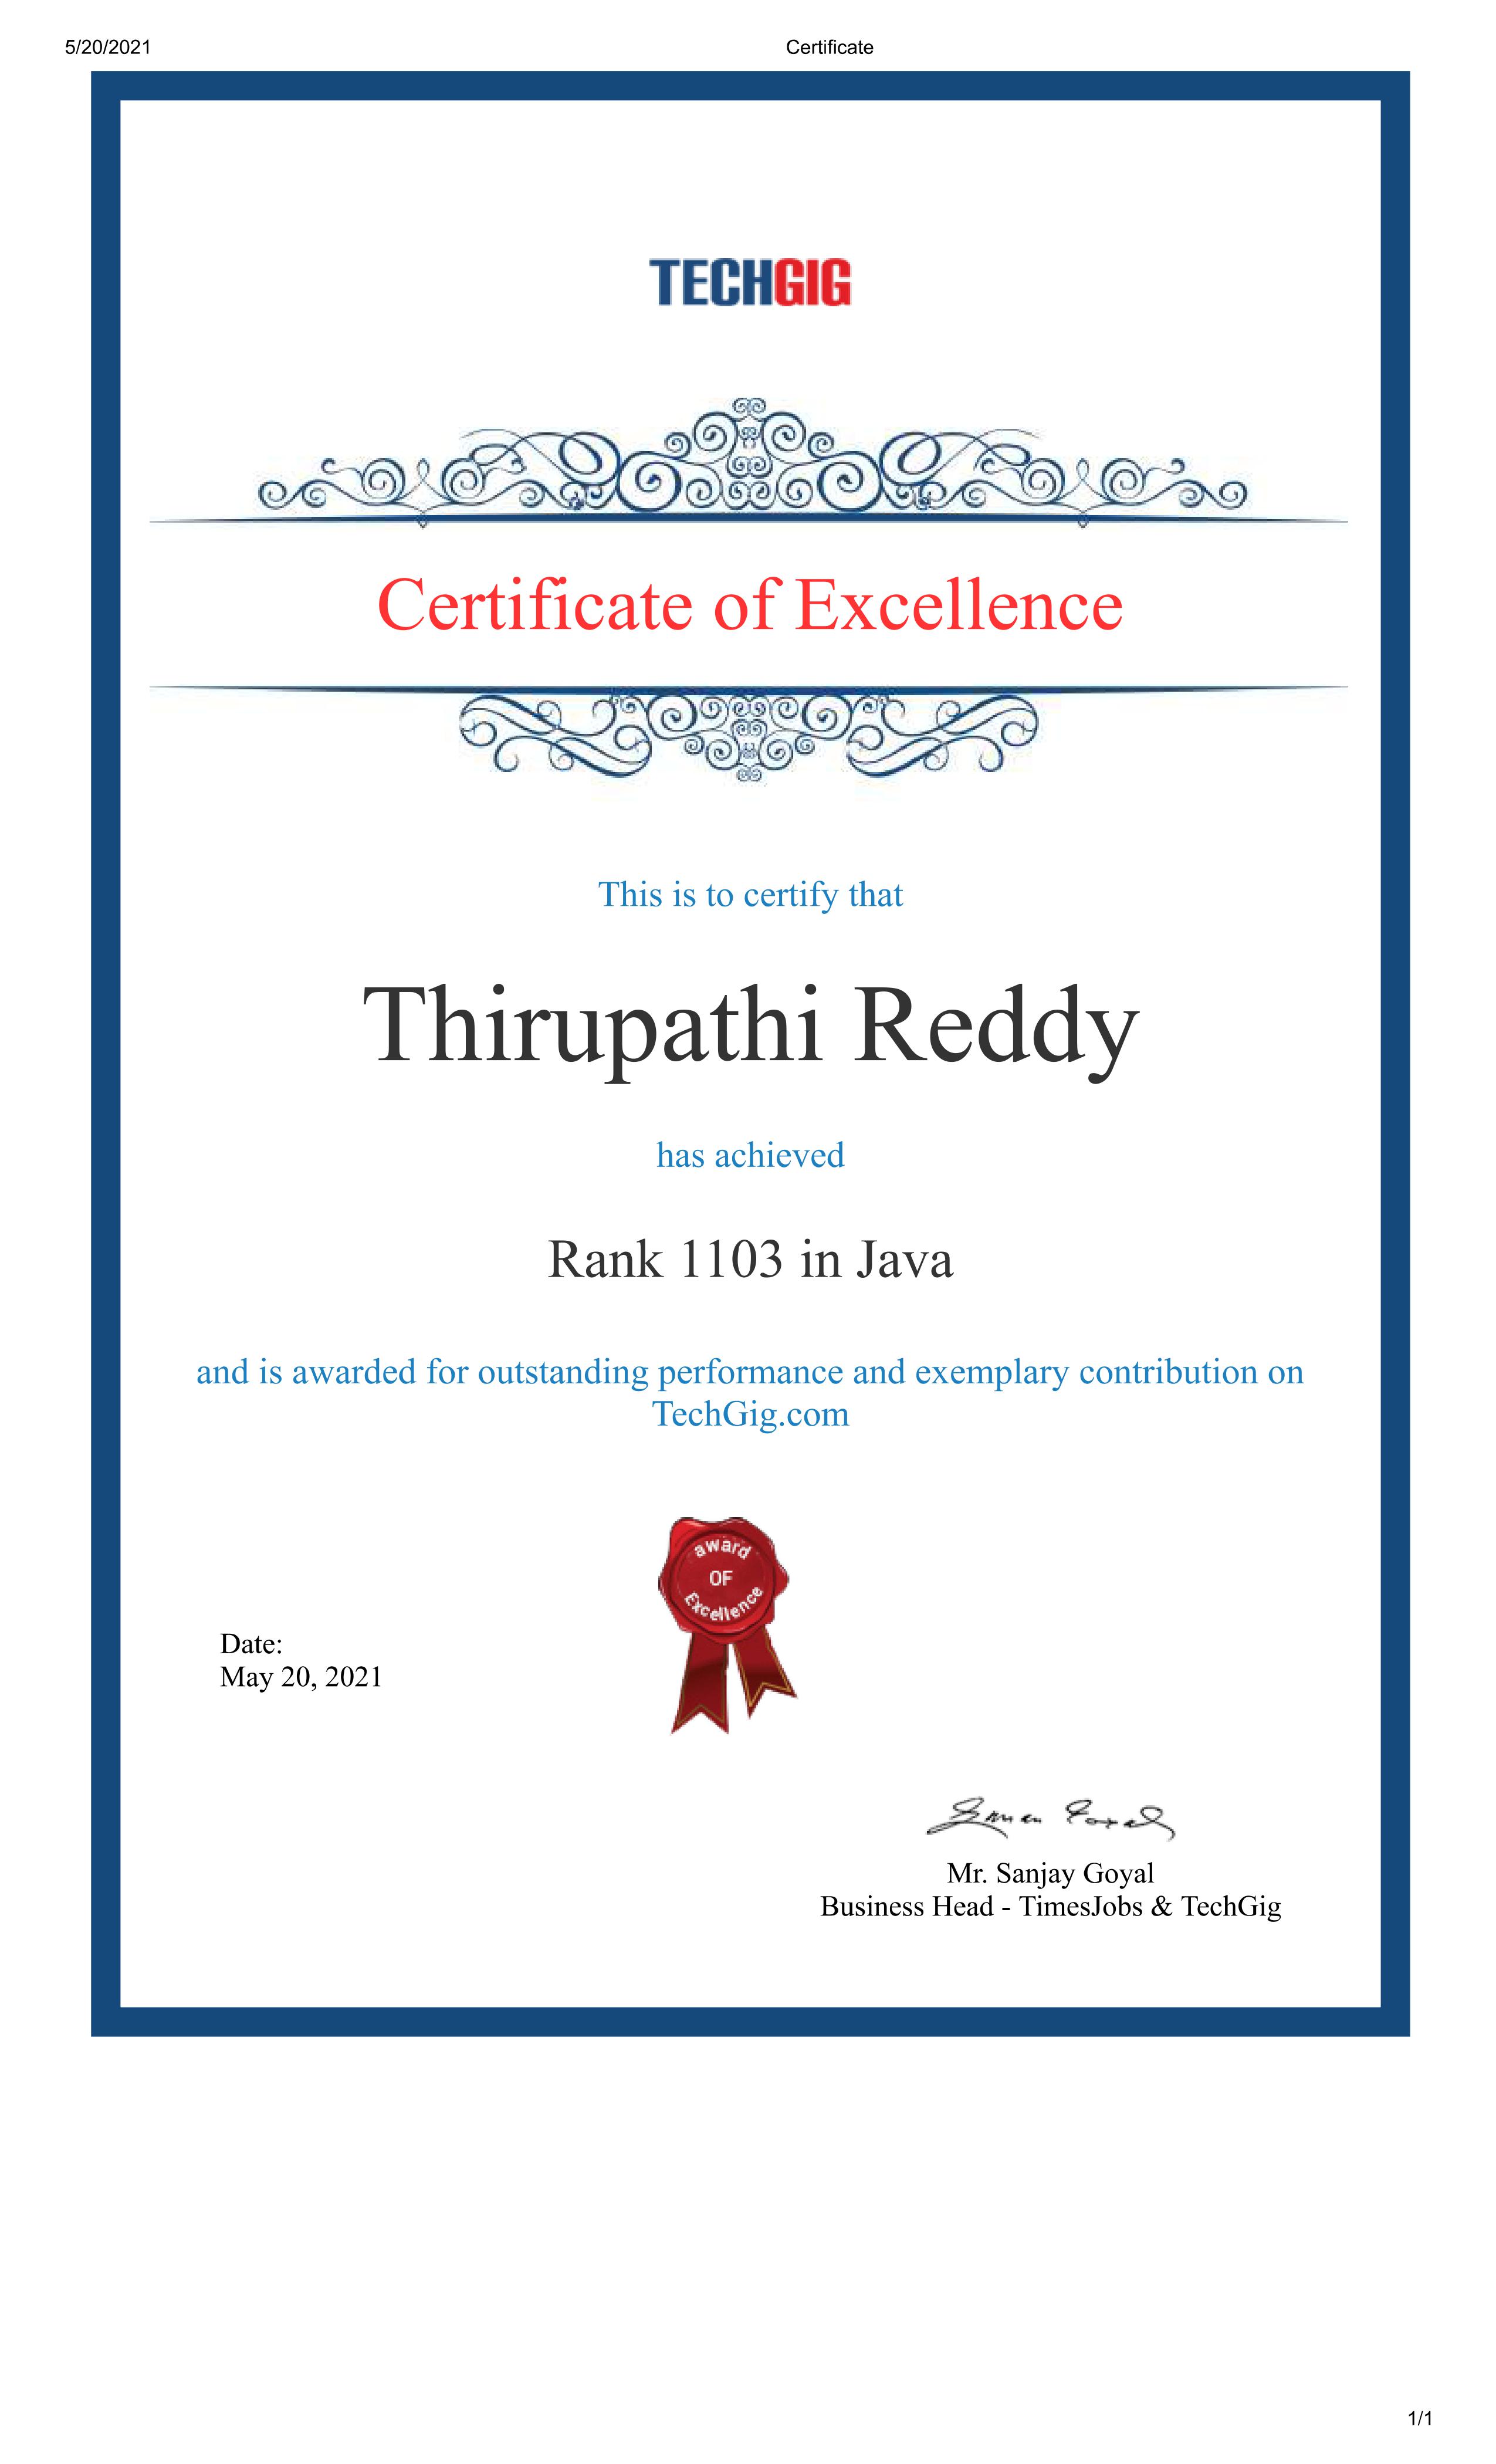 5/20/2021 Certificate
TECHGIG
Certificate of Excellence
This is to certify that
Thirupathi Reddy
has achieved
Rank 1103 in Java
and is awarded for outstanding performance and exemplary contribution on
TechGig.com
award
OF
Excellence
Date:
May 20, 2021
Mr. Sanjay Goyal
Business Head - TimesJobs & TechGig
1/1